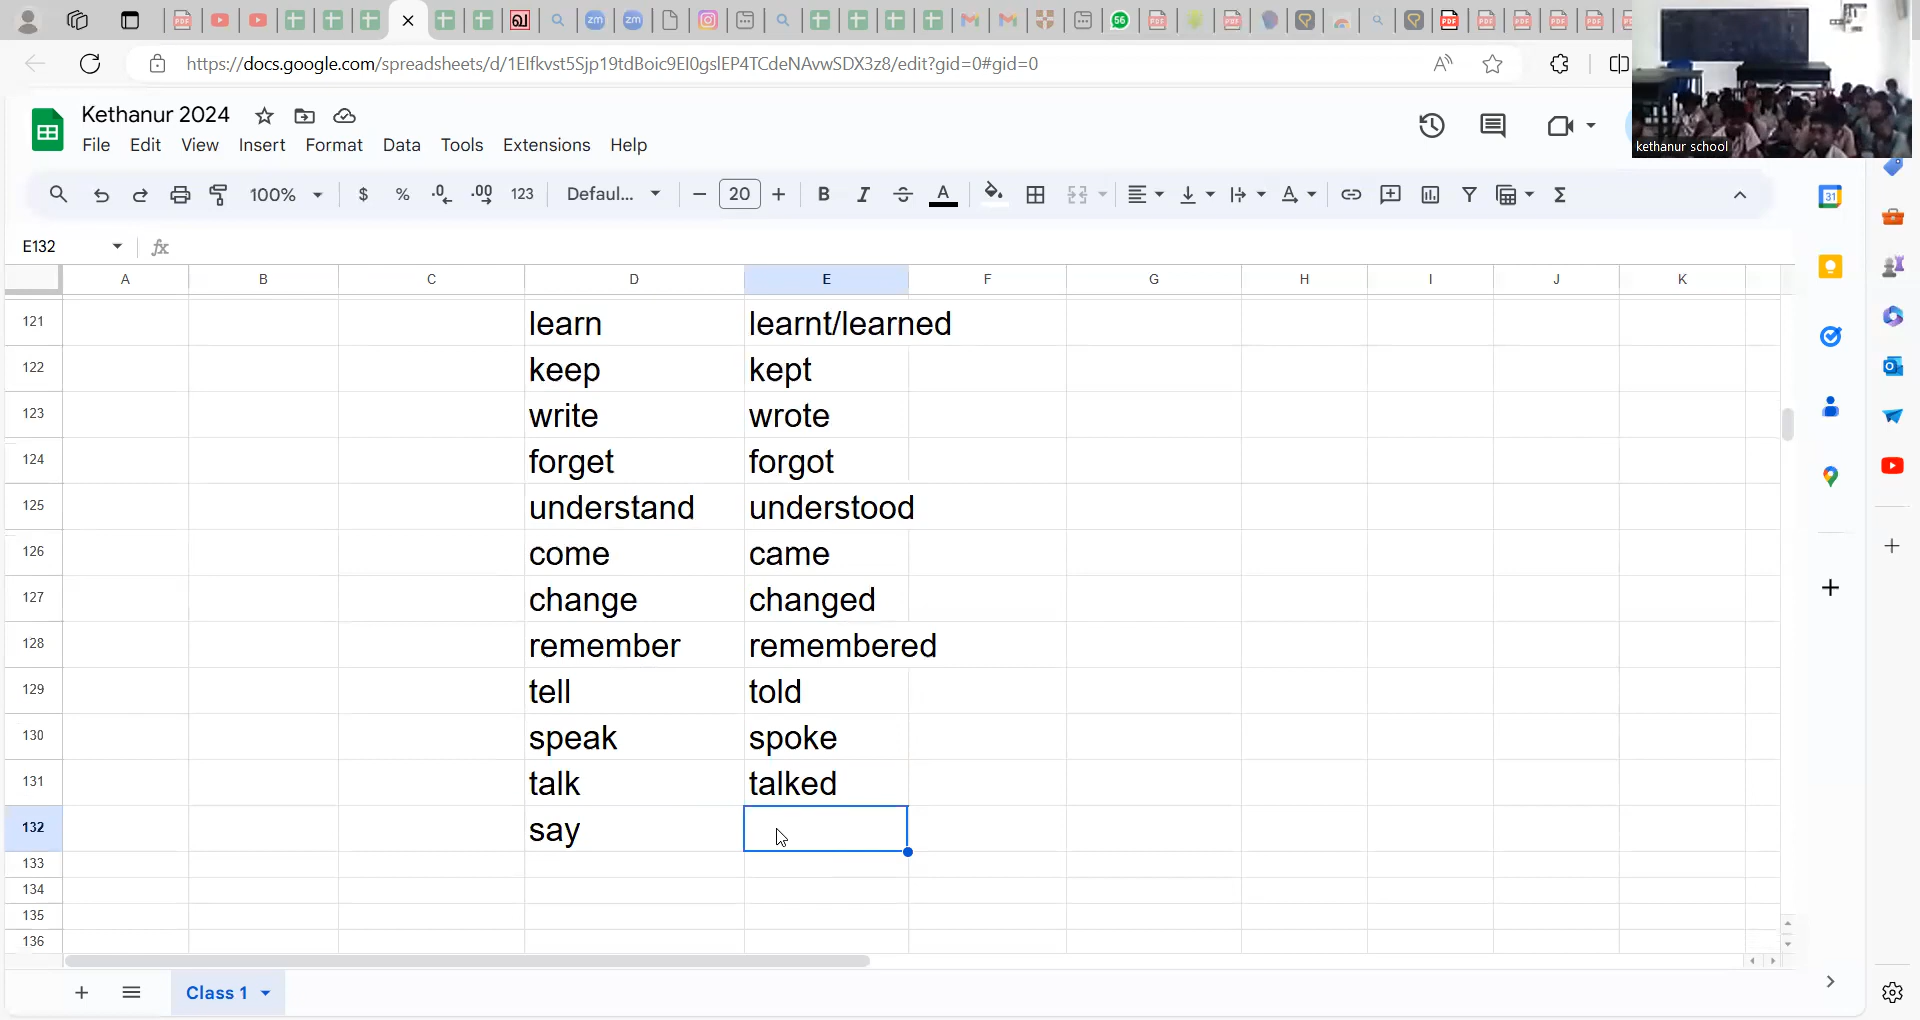 https://docs.google.com/spreadsheets/d/1EIfkvst5Sjp19tdBoic9EI0gslEP4TCdeNAvwSDX3z8/edit?gid=0#gid=0
kethanur school
Kethanur 2024
File Edit View Insert Format Data Tools Extensions Help
100% $ % .0 .00 123 Defaul... 20 B I S A
E132 fx
A B C D E F G H I J K
121 learn learnt/learned
122 keep kept
123 write wrote
124 forget forgot
125 understand understood
126 come came
127 change changed
128 remember remembered
129 tell told
130 speak spoke
131 talk talked
132 say
133
134
135
136
Class 1